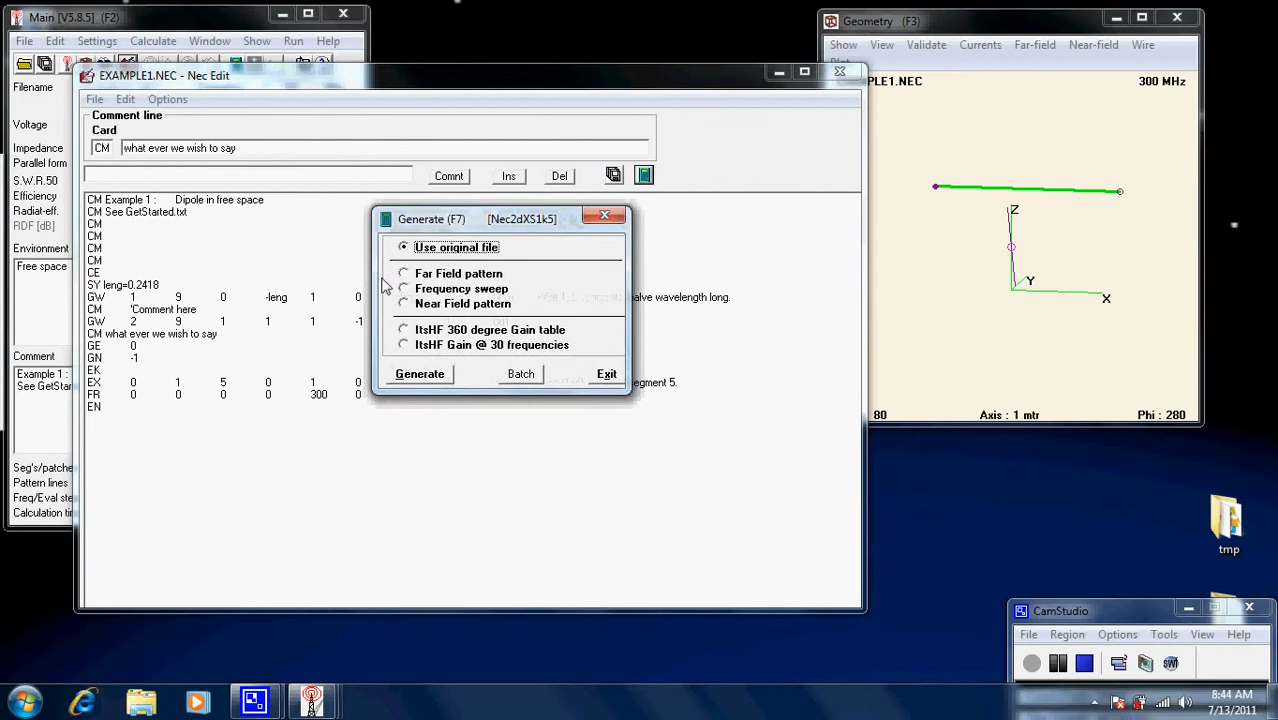 Main [V5.8.5] (F2)
File Edit Settings Calculate Window Show Run Help
Filename
Voltage
Impedance
Parallel form
S.W.R.50
Efficiency
Radiat-eff.
RDF [dB]
Environment
Free space
Comment
Example 1 :
See GetStar
Seg's/patche
Pattern lines
Freq/Eval ste
Calculation tim
EXAMPLE1.NEC - Nec Edit
File Edit Options
Comment line
Card
CM what ever we wish to say
Comnt Ins Del
CM Example 1 : Dipole in free space
CM See GetStarted.txt
CM
CM
CM
CM
CE
SY leng=0.2418
GW 1 9 0 -leng 1 0 halve wavelength long.
CM 'Comment here
GW 2 9 1 1 1 -1
CM what ever we wish to say
GE 0
GN -1
EK
EX 0 1 5 0 1 0 segment 5.
FR 0 0 0 0 300 0
EN
Generate (F7) [Nec2dXS1k5]
Use original file
Far Field pattern
Frequency sweep
Near Field pattern
ItsHF 360 degree Gain table
ItsHF Gain @ 30 frequencies
Generate Batch Exit
Geometry (F3)
Show View Validate Currents Far-field Near-field Wire
Plot
PLE1.NEC 300 MHz
Z
Y
X
80 Axis : 1 mtr Phi : 280
tmp
CamStudio
File Region Options Tools View Help
SWF
8:44 AM
7/13/2011